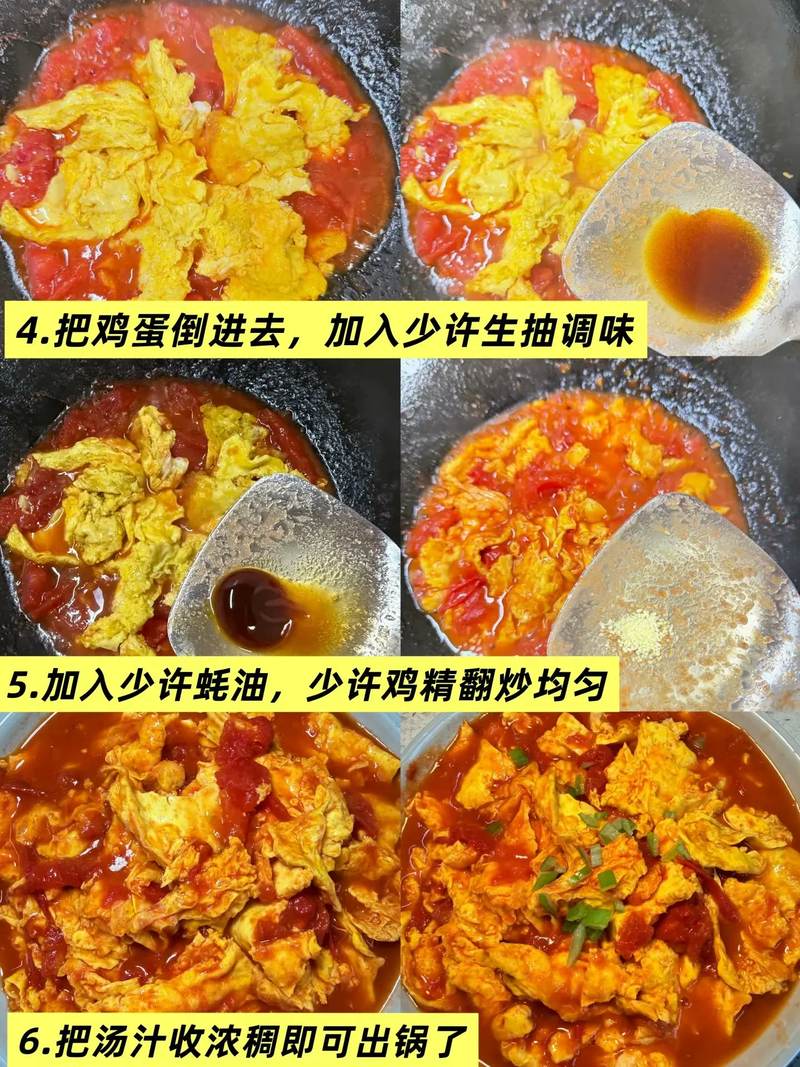 4.把鸡蛋倒进去，加入少许生抽调味
5.加入少许蚝油，少许鸡精翻炒均匀
6.把汤汁收浓稠即可出锅了